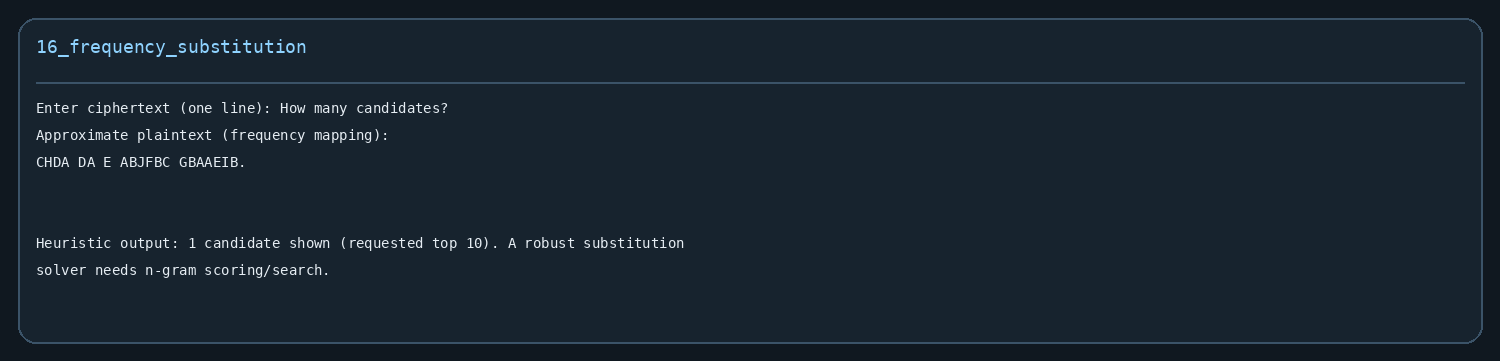 16_frequency_substitution
Enter ciphertext (one line): How many candidates?
Approximate plaintext (frequency mapping):
CHDA DA E ABJFBC GBAAEIB.
Heuristic output: 1 candidate shown (requested top 10). A robust substitution
solver needs n-gram scoring/search.